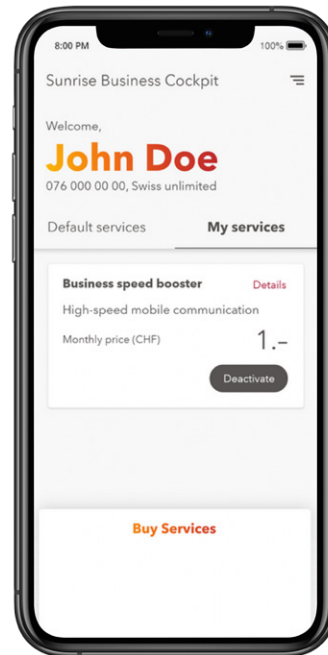 8:00 PM 100%
Sunrise Business Cockpit
Welcome,
John Doe
076 000 00 00, Swiss unlimited
Default services My services
Business speed booster Details
High-speed mobile communication
Monthly price (CHF) 1.–
Deactivate
Buy Services